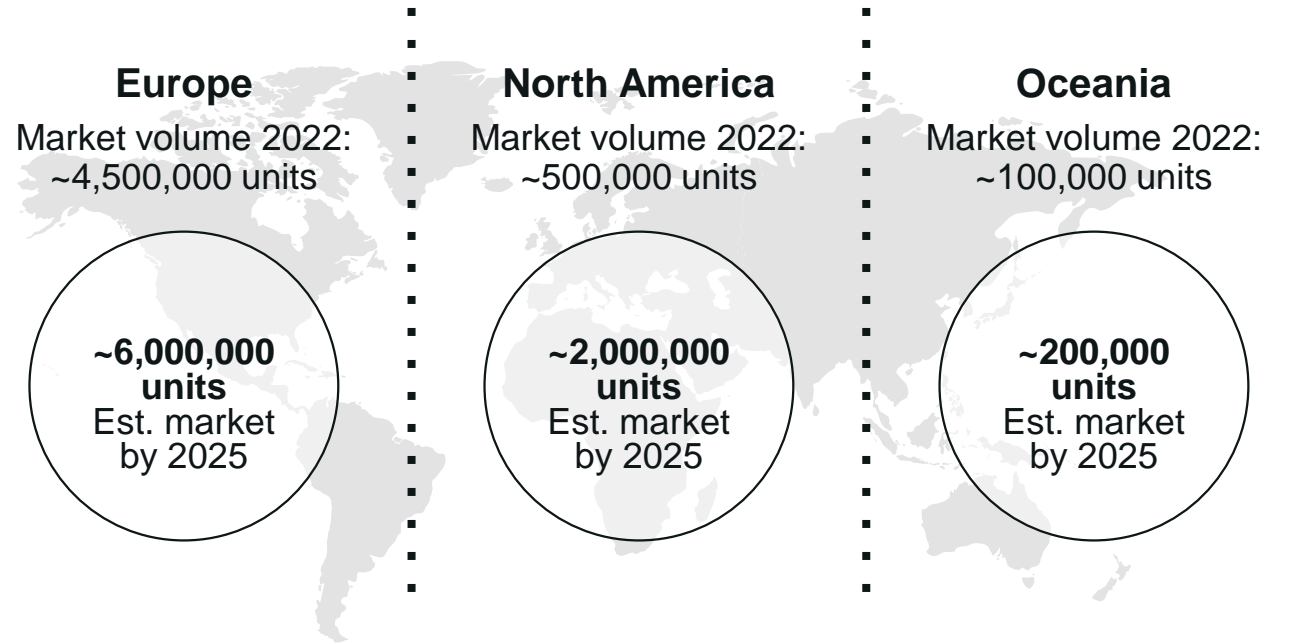 Europe
Market volume 2022:
~4,500,000 units
~6,000,000
units
Est. market
by 2025
North America
Market volume 2022:
~500,000 units
~2,000,000
units
Est. market
by 2025
Oceania
Market volume 2022:
~100,000 units
~200,000
units
Est. market
by 2025